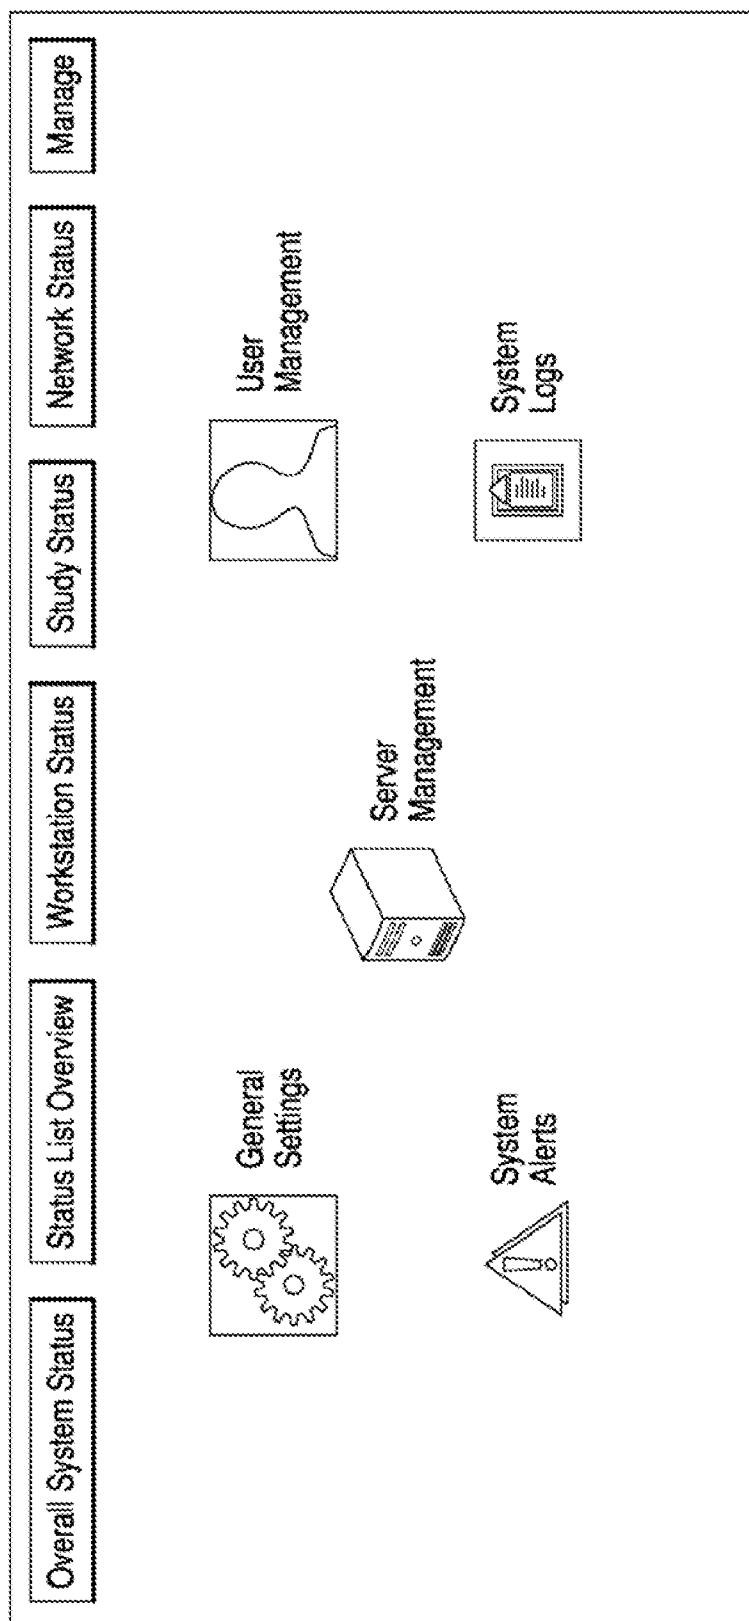 Overall System Status
Status List Overview
Workstation Status
Study Status
Network Status
Manage
General
Settings
User
Management
Server
Management
System
Alerts
System
Logs